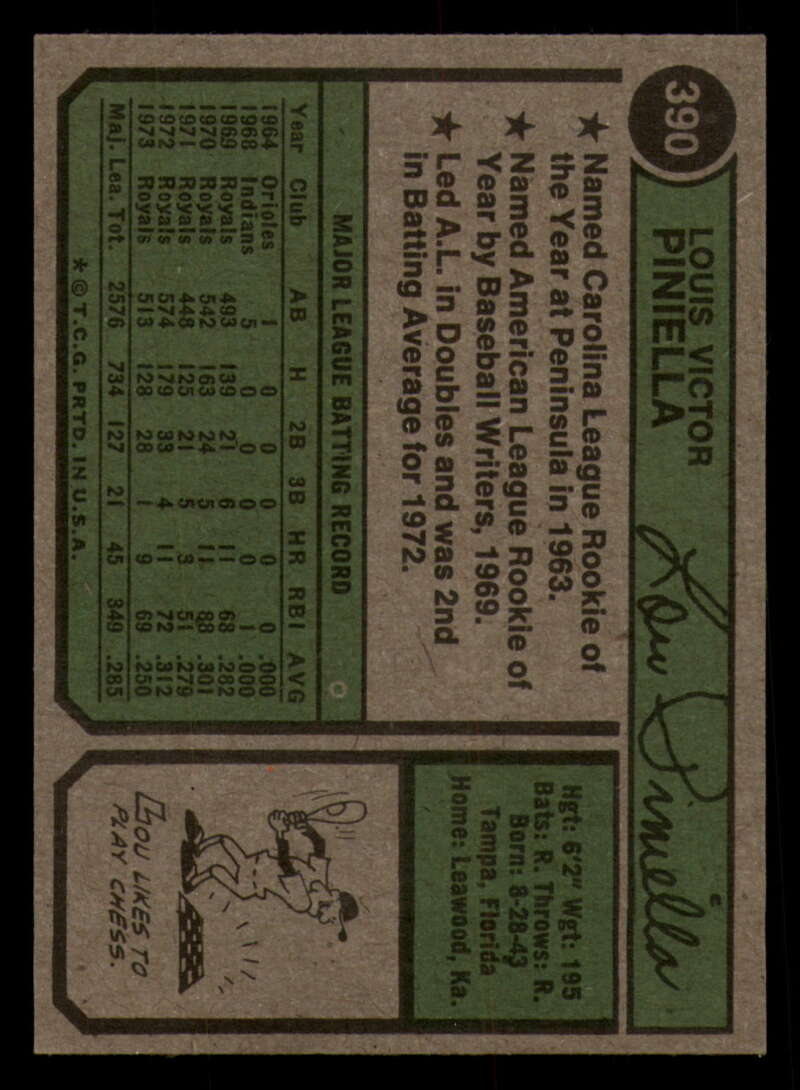 390
LOUIS VICTOR
PINIELLA
Lou Piniella
C
★ Named Carolina League Rookie of
the Year at Peninsula in 1963.
★ Named American League Rookie of
Year by Baseball Writers, 1969.
★ Led A.L. in Doubles and was 2nd
in Batting Average for 1972.
MAJOR LEAGUE BATTING RECORD
Year Club AB H 2B 3B HR RBI AVG
1964 Orioles 1 0 0 0 0 0 .000
1968 Indians 5 0 0 0 0 1 .000
1969 Royals 493 139 21 6 11 68 .282
1970 Royals 542 163 24 5 11 88 .301
1971 Royals 448 125 21 5 3 51 .279
1972 Royals 574 179 33 4 11 72 .312
1973 Royals 513 128 28 1 9 69 .250
Maj. Lea. Tot. 2576 734 127 21 45 349 .285
* © T.C.G. PRTD. IN U.S.A.
Hgt: 6'2" Wgt: 195
Bats: R. Throws: R.
Born: 8-28-43
Tampa, Florida
Home: Leawood, Ka.
LOU LIKES TO
PLAY CHESS.